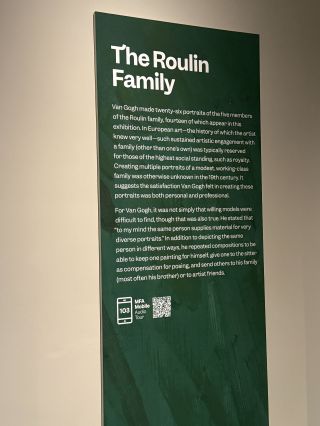 The Roulin
Family
Van Gogh made twenty-six portraits of the five members
of the Roulin family, fourteen of which appear in this
exhibition. In European art—the history of which the artist
knew very well—such sustained artistic engagement with
a family (other than one's own) was typically reserved
for those of the highest social standing, such as royalty.
Creating multiple portraits of a modest, working-class
family was otherwise unknown in the 19th century. It
suggests the satisfaction Van Gogh felt in creating these
portraits was both personal and professional.
For Van Gogh, it was not simply that willing models were
difficult to find, though that was also true. He stated that
"to my mind the same person supplies material for very
diverse portraits." In addition to depicting the same
person in different ways, he repeated compositions to be
able to keep one painting for himself, give one to the sitter
as compensation for posing, and send others to his family
(most often his brother) or to artist friends.
103
MFA
Mobile
Audio
Tour